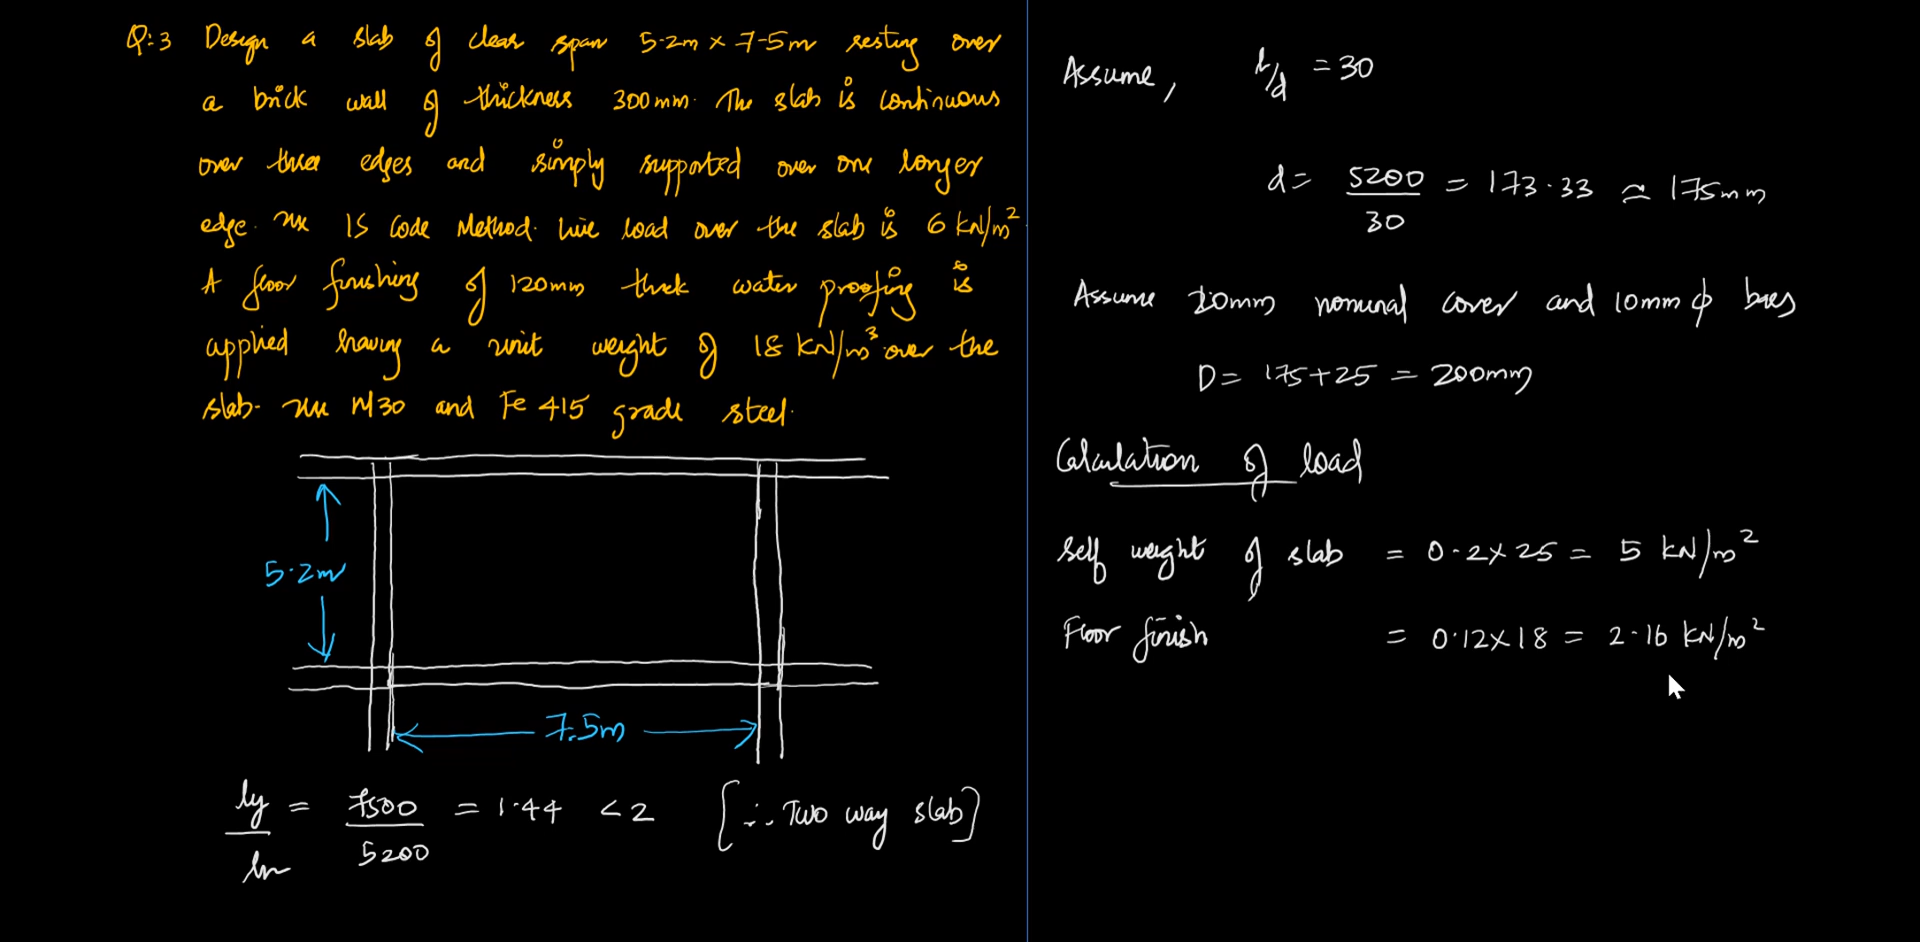 Q:3 Design a slab of clear span 5.2m × 7.5m resting over
a brick wall of thickness 300mm. The slab is continuous
over three edges and simply supported over one longer
edge. Use IS Code Method. Live load over the slab is 6 kN/m²
A floor finishing of 120mm thick water proofing is
applied having a unit weight of 18 kN/m³ over the
slab. Use M30 and Fe 415 grade steel.
5.2m
7.5m
ly/lx = 7500/5200 = 1.44 < 2 [∴ Two way slab]
Assume, l/d = 30
d = 5200/30 = 173.33 ≃ 175mm
Assume 20mm nominal cover and 10mm ϕ bars
D = 175+25 = 200mm
Calculation of load
Self weight of slab = 0.2 × 25 = 5 kN/m²
Floor finish = 0.12 × 18 = 2.16 kN/m²